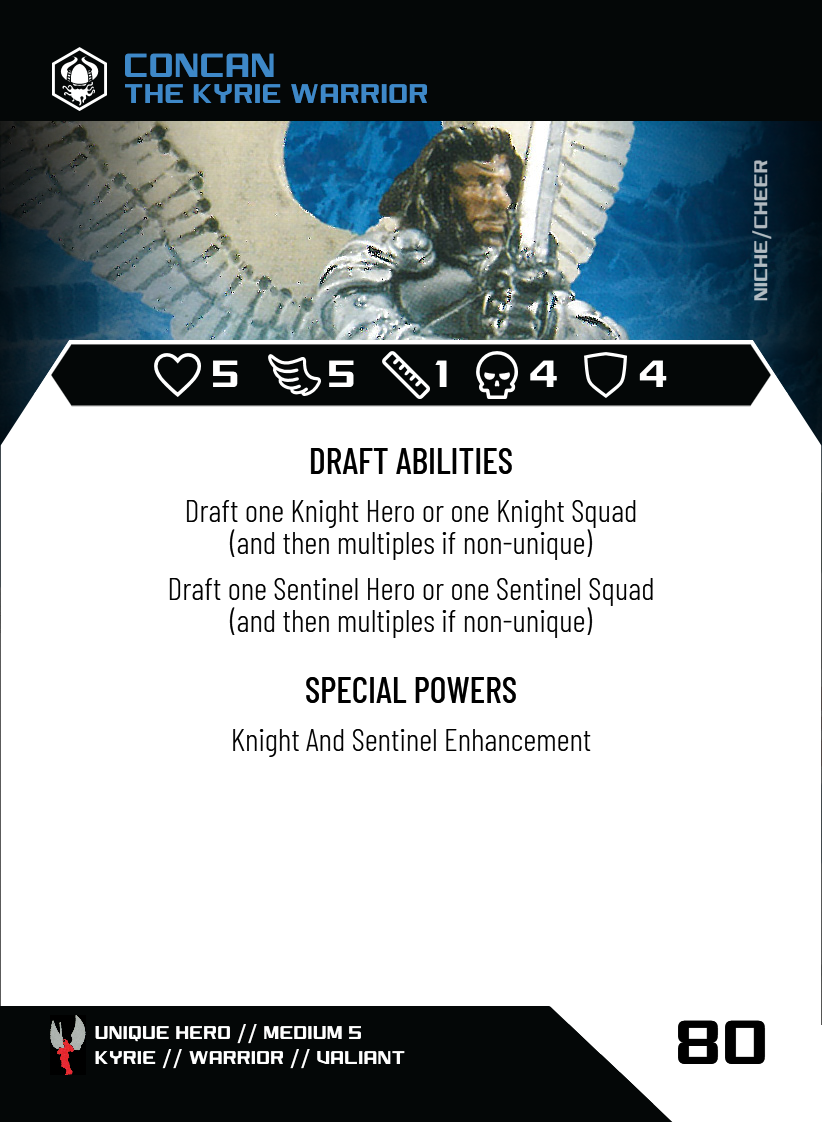 CONCAN
THE KYRIE WARRIOR
NICHE/CHEER
5 5 1 4 4
DRAFT ABILITIES
Draft one Knight Hero or one Knight Squad
(and then multiples if non-unique)
Draft one Sentinel Hero or one Sentinel Squad
(and then multiples if non-unique)
SPECIAL POWERS
Knight And Sentinel Enhancement
UNIQUE HERO // MEDIUM 5
KYRIE // WARRIOR // VALIANT
80